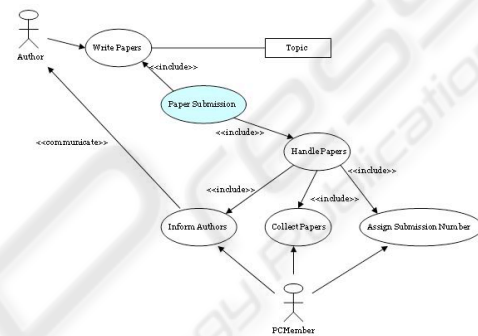 Author
Write Papers
Topic
<<include>>
Paper Submission
<<include>>
Handle Papers
<<communicate>>
<<include>>
<<include>>
<<include>>
Inform Authors
Collect Papers
Assign Submission Number
PCMember